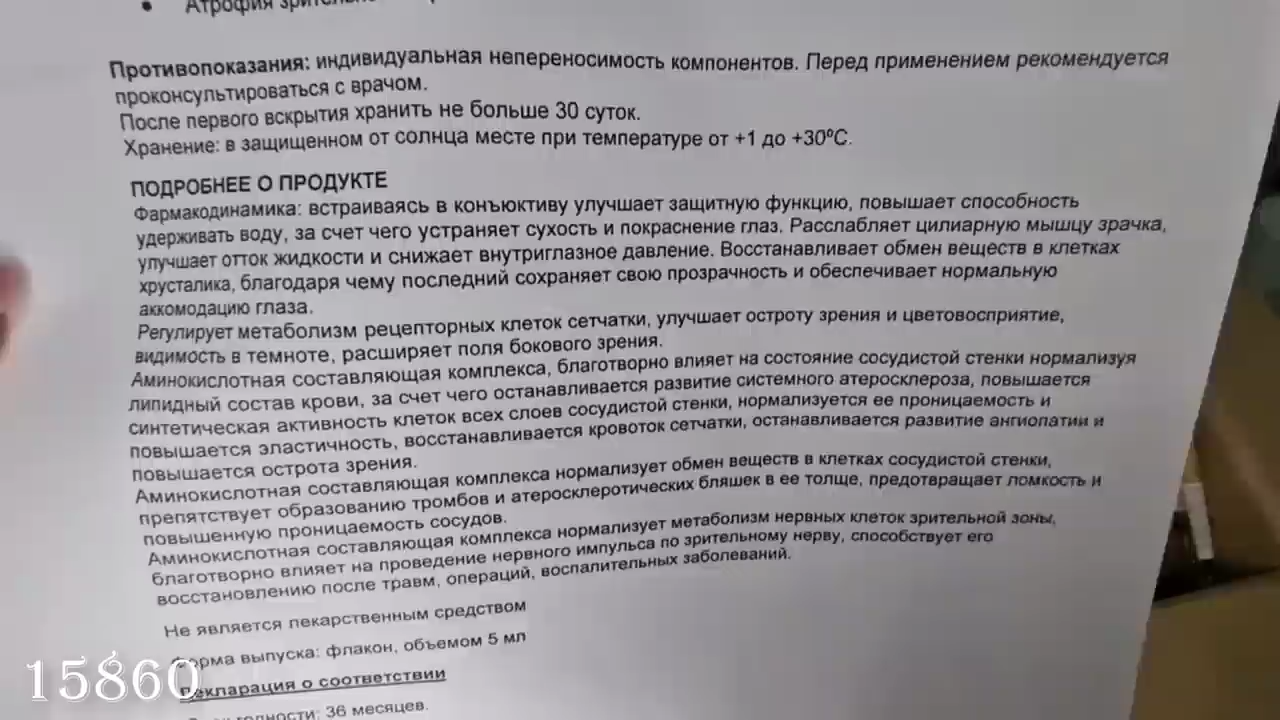 • Атрофия
Противопоказания: индивидуальная непереносимость компонентов. Перед применением рекомендуется
проконсультироваться с врачом.
После первого вскрытия хранить не больше 30 суток.
Хранение: в защищенном от солнца месте при температуре от +1 до +30ºС.
ПОДРОБНЕЕ О ПРОДУКТЕ
Фармакодинамика: встраиваясь в конъюктиву улучшает защитную функцию, повышает способность
удерживать воду, за счет чего устраняет сухость и покраснение глаз. Расслабляет цилиарную мышцу зрачка,
улучшает отток жидкости и снижает внутриглазное давление. Восстанавливает обмен веществ в клетках
хрусталика, благодаря чему последний сохраняет свою прозрачность и обеспечивает нормальную
аккомодацию глаза.
Регулирует метаболизм рецепторных клеток сетчатки, улучшает остроту зрения и цветовосприятие,
видимость в темноте, расширяет поля бокового зрения.
Аминокислотная составляющая комплекса, благотворно влияет на состояние сосудистой стенки нормализуя
липидный состав крови, за счет чего останавливается развитие системного атеросклероза, повышается
синтетическая активность клеток всех слоев сосудистой стенки, нормализуется ее проницаемость и
повышается эластичность, восстанавливается кровоток сетчатки, останавливается развитие ангиопатии и
повышается острота зрения.
Аминокислотная составляющая комплекса нормализует обмен веществ в клетках сосудистой стенки,
препятствует образованию тромбов и атеросклеротических бляшек в ее толще, предотвращает ломкость и
повышенную проницаемость сосудов.
Аминокислотная составляющая комплекса нормализует метаболизм нервных клеток зрительной зоны,
благотворно влияет на проведение нервного импульса по зрительному нерву, способствует его
восстановлению после травм, операций, воспалительных заболеваний.
Не является лекарственным средством
Форма выпуска: флакон, объемом 5 мл
Декларация о соответствии
годности: 36 месяцев.
15860